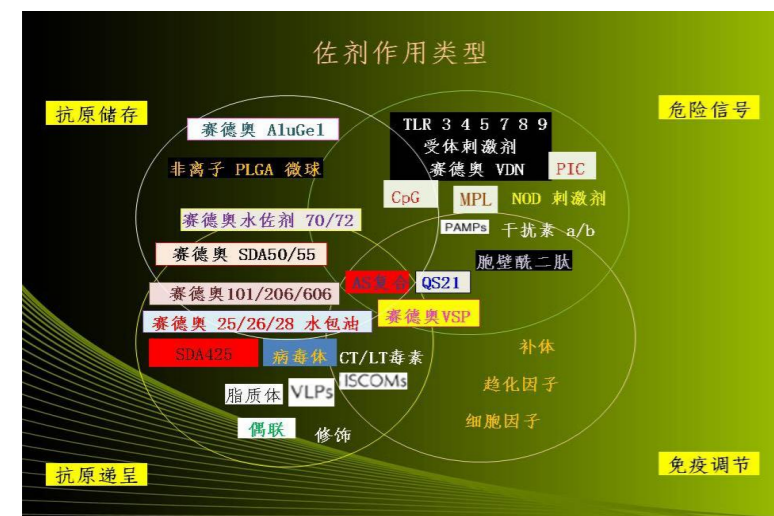 佐剂作用类型
抗原储存
危险信号
赛德奥 AluGel
TLR 3 4 5 7 8 9
受体刺激剂
赛德奥 VDN
PIC
非离子 PLGA 微球
CpG
MPL
NOD 刺激剂
赛德奥水佐剂 70/72
PAMPs
干扰素 a/b
赛德奥 SDA50/55
胞壁酰二肽
AS复合
QS21
赛德奥101/206/606
赛德奥VSP
赛德奥 25/26/28 水包油
SDA425
病毒体
CT/LT毒素
补体
脂质体
VLPs
ISCOMs
趋化因子
偶联
修饰
细胞因子
抗原递呈
免疫调节